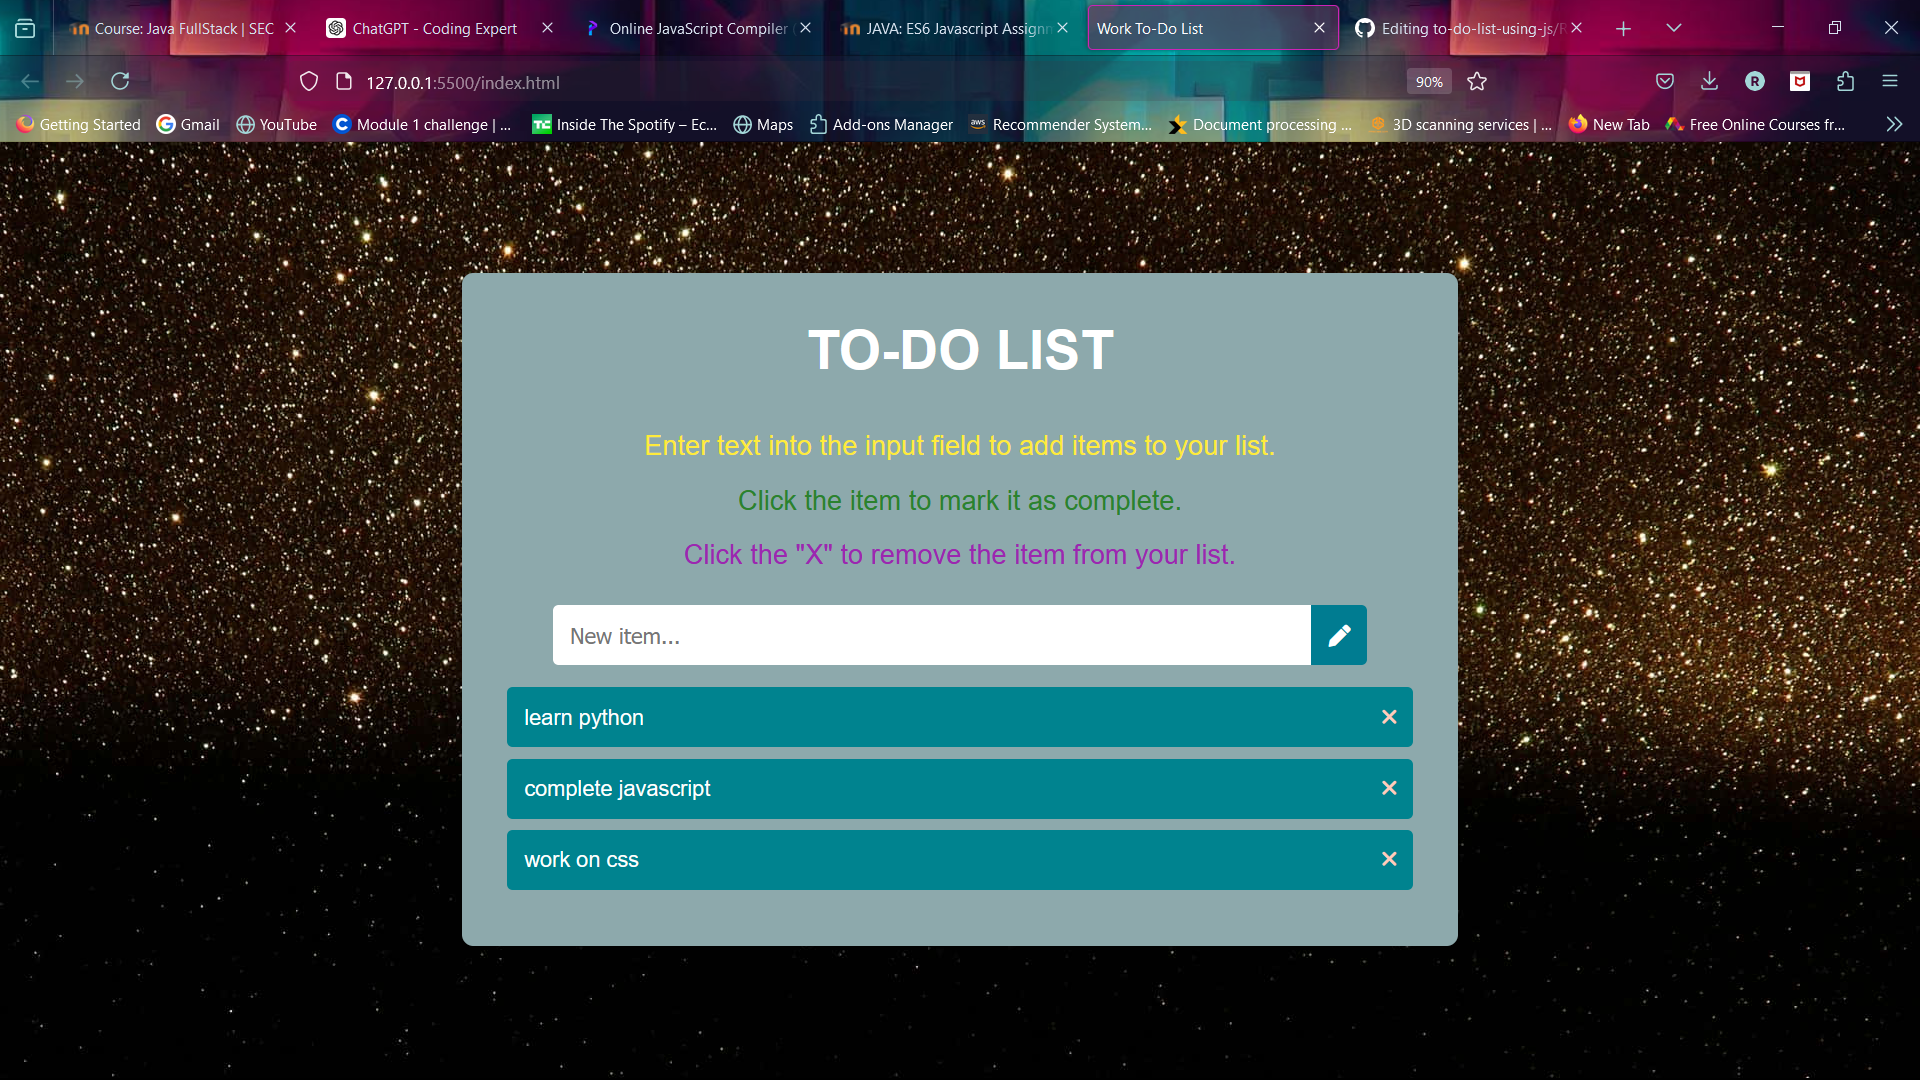 Course: Java FullStack | SEC
ChatGPT - Coding Expert
Online JavaScript Compiler (
JAVA: ES6 Javascript Assignm
Work To-Do List
Editing to-do-list-using-js/R
127.0.0.1:5500/index.html
90%
R
Getting Started
Gmail
YouTube
C Module 1 challenge | ...
TC Inside The Spotify – Ec...
Maps
Add-ons Manager
aws Recommender System...
Document processing ...
3D scanning services | ...
New Tab
Free Online Courses fr...
TO-DO LIST
Enter text into the input field to add items to your list.
Click the item to mark it as complete.
Click the "X" to remove the item from your list.
New item...
learn python
complete javascript
work on css